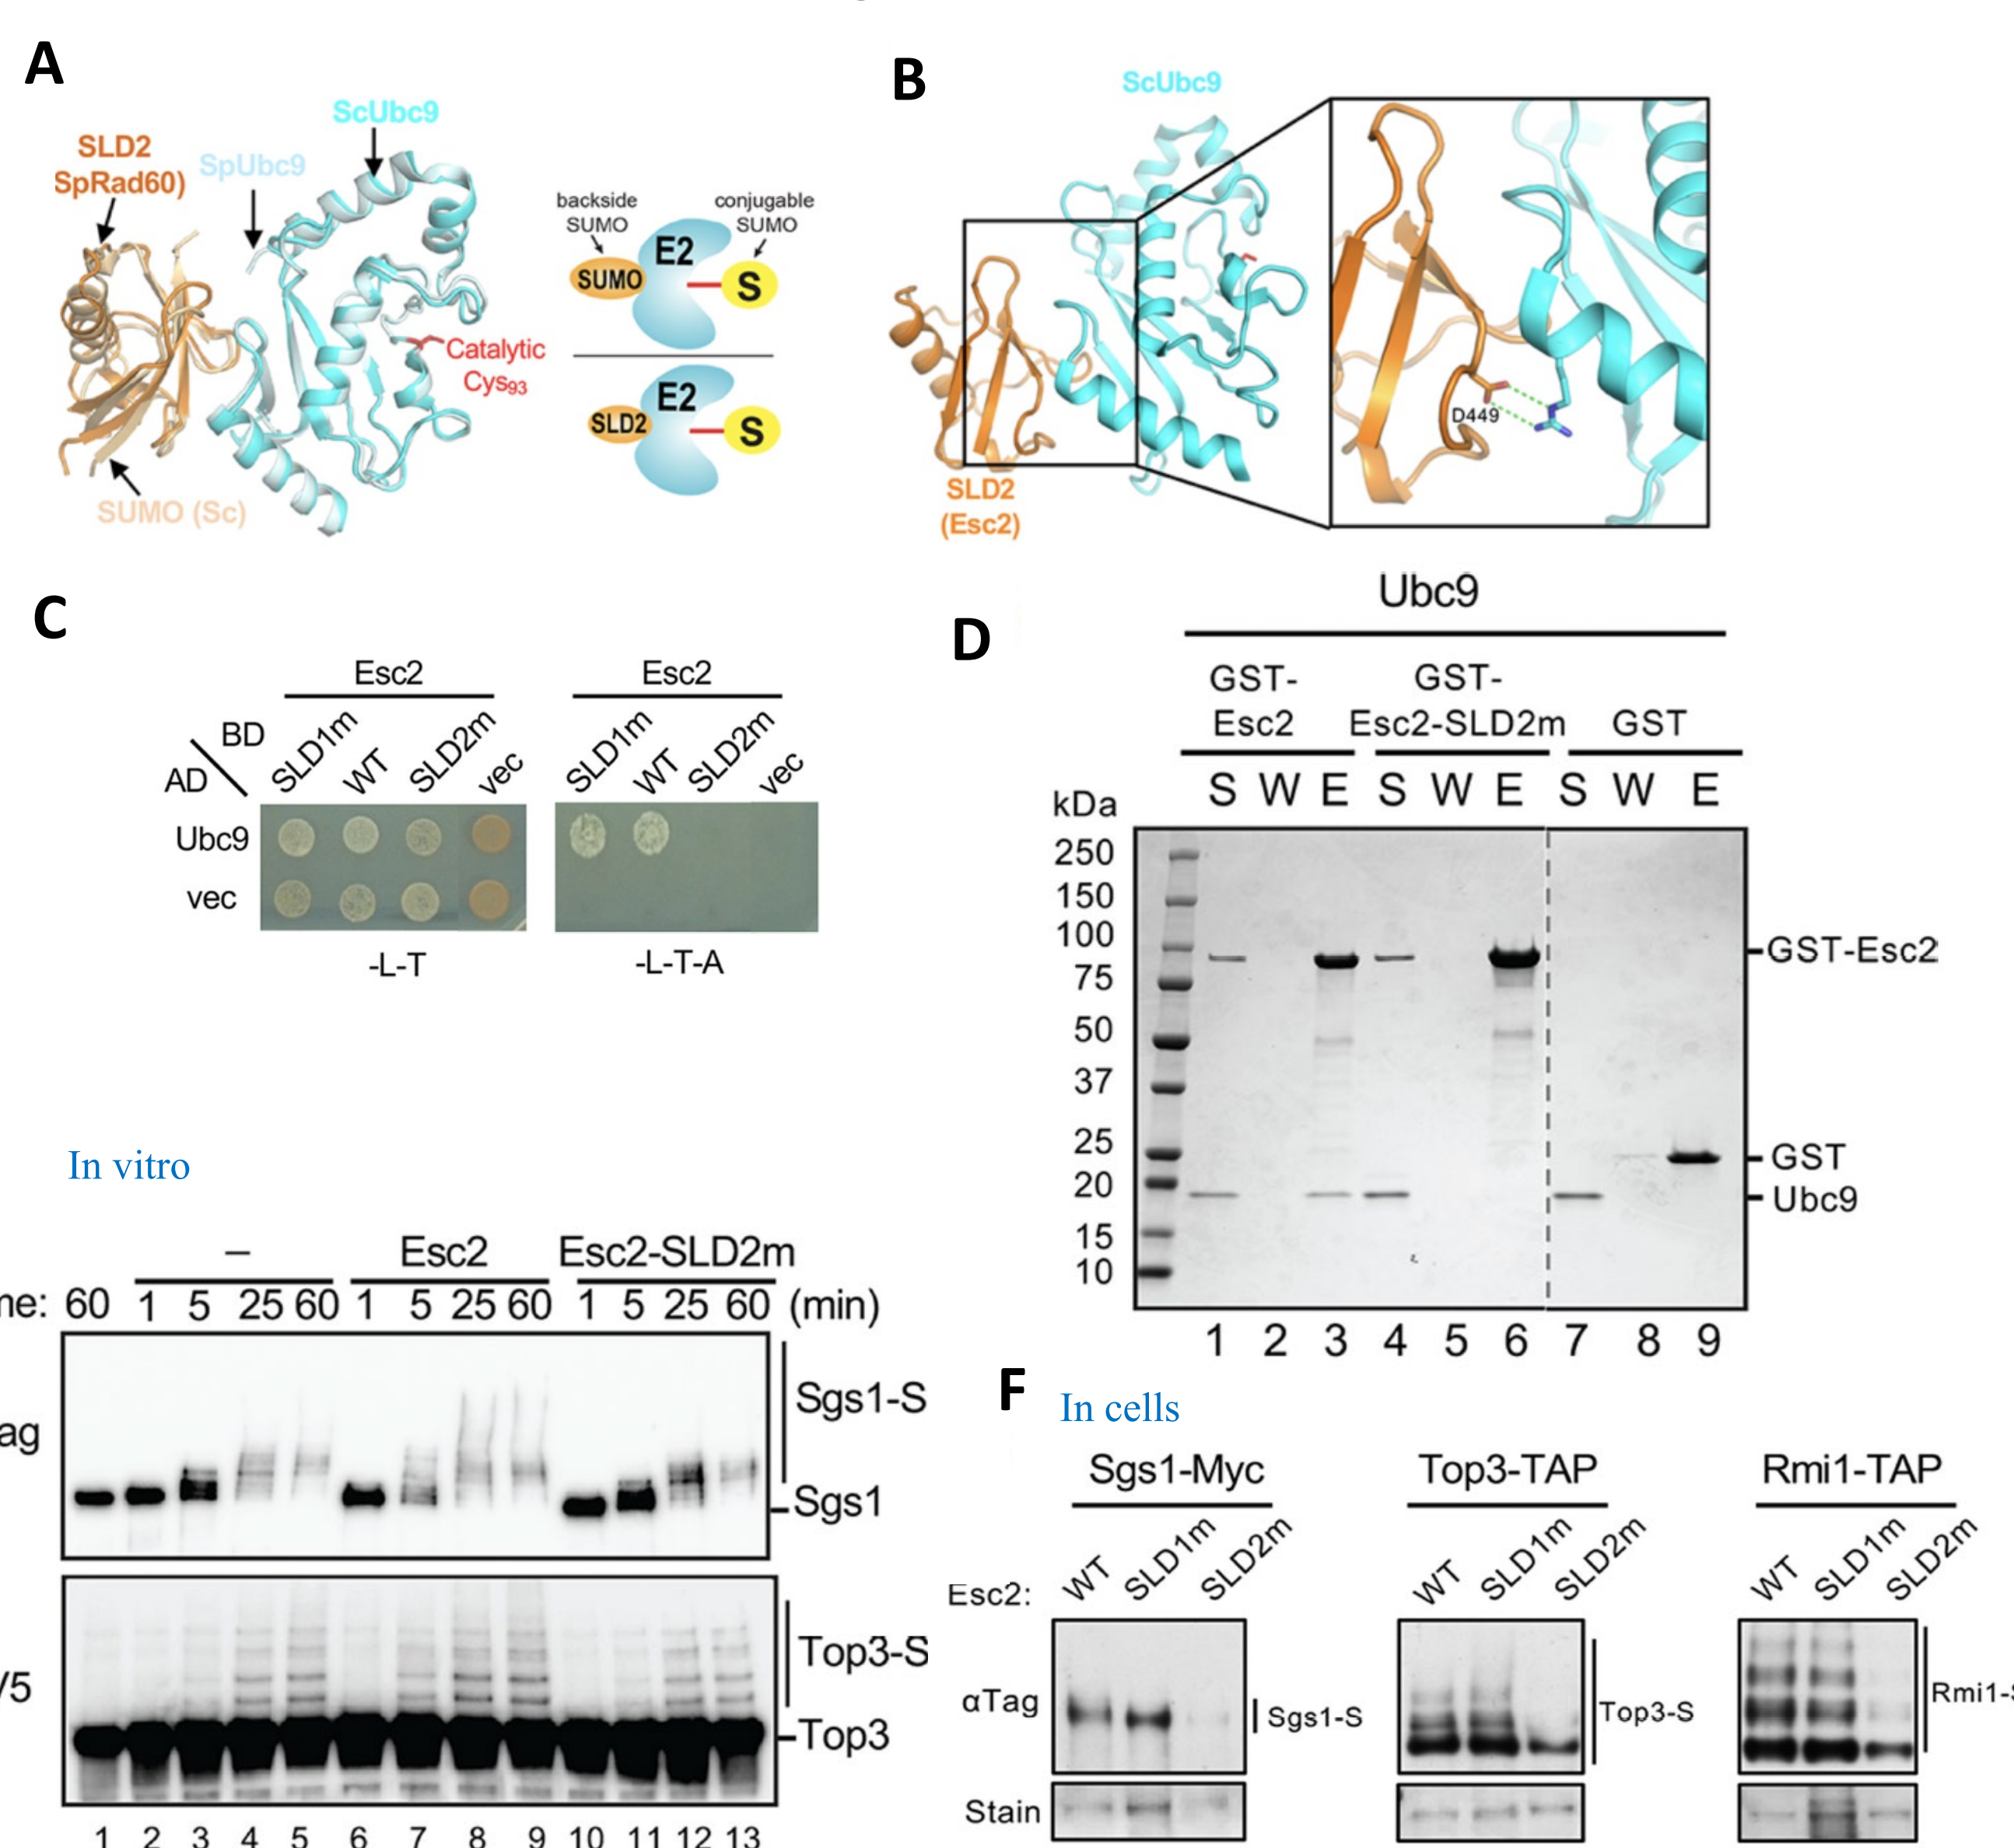 A
ScUbc9
SLD2
SpRad60)
SpUbc9
Catalytic
Cys93
SUMO (Sc)
backside
SUMO
conjugable
SUMO
E2
SUMO
S
E2
SLD2
S
B
ScUbc9
SLD2
(Esc2)
D449
C
Esc2
Esc2
BD
AD
SLD1m WT SLD2m vec
SLD1m WT SLD2m vec
Ubc9
vec
-L-T
-L-T-A
D
Ubc9
GST-
Esc2
GST-
Esc2-SLD2m
GST
S W E S W E S W E
kDa
250
150
100
75
50
37
25
20
15
10
GST-Esc2
GST
Ubc9
1 2 3 4 5 6 7 8 9
In vitro
– Esc2 Esc2-SLD2m
me: 60 1 5 25 60 1 5 25 60 1 5 25 60 (min)
ag
Sgs1-S
Sgs1
V5
Top3-S
Top3
1 2 3 4 5 6 7 8 9 10 11 12 13
F
In cells
Sgs1-Myc
Top3-TAP
Rmi1-TAP
Esc2:
WT SLD1m SLD2m
WT SLD1m SLD2m
WT SLD1m SLD2m
αTag
Sgs1-S
Top3-S
Rmi1-S
Stain